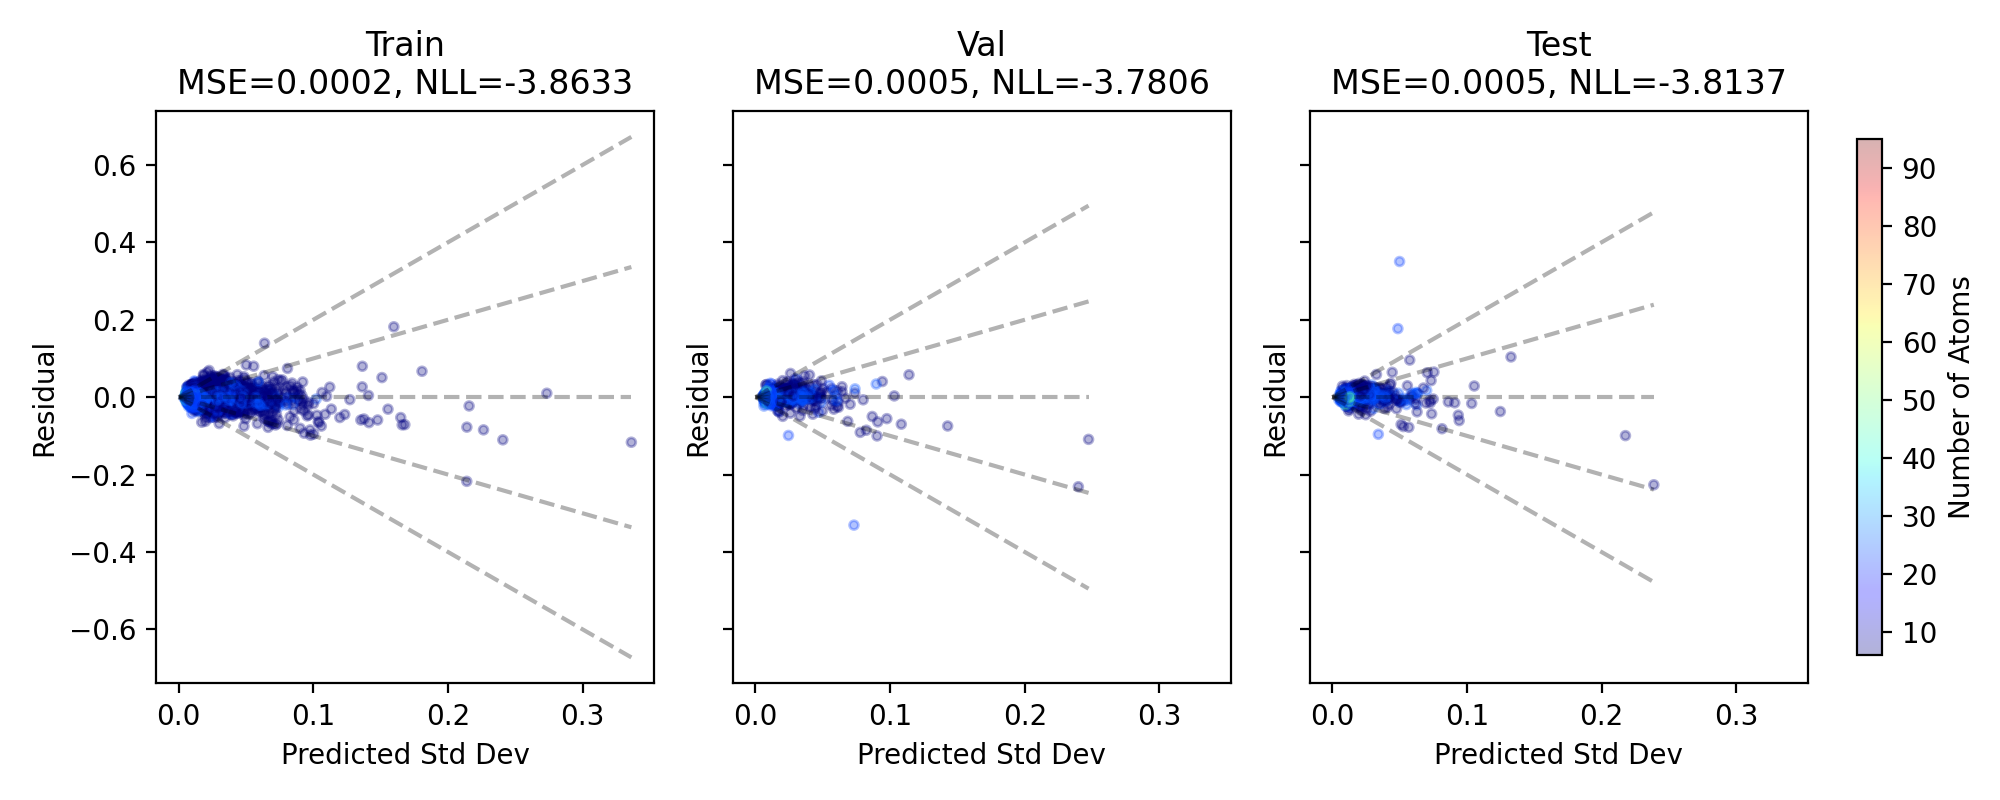 Train
MSE=0.0002, NLL=-3.8633
Val
MSE=0.0005, NLL=-3.7806
Test
MSE=0.0005, NLL=-3.8137
Residual
0.6
0.4
0.2
0.0
−0.2
−0.4
−0.6
0.0 0.1 0.2 0.3
Predicted Std Dev
Residual
0.0 0.1 0.2 0.3
Predicted Std Dev
Residual
0.0 0.1 0.2 0.3
Predicted Std Dev
90
80
70
60
50
40
30
20
10
Number of Atoms